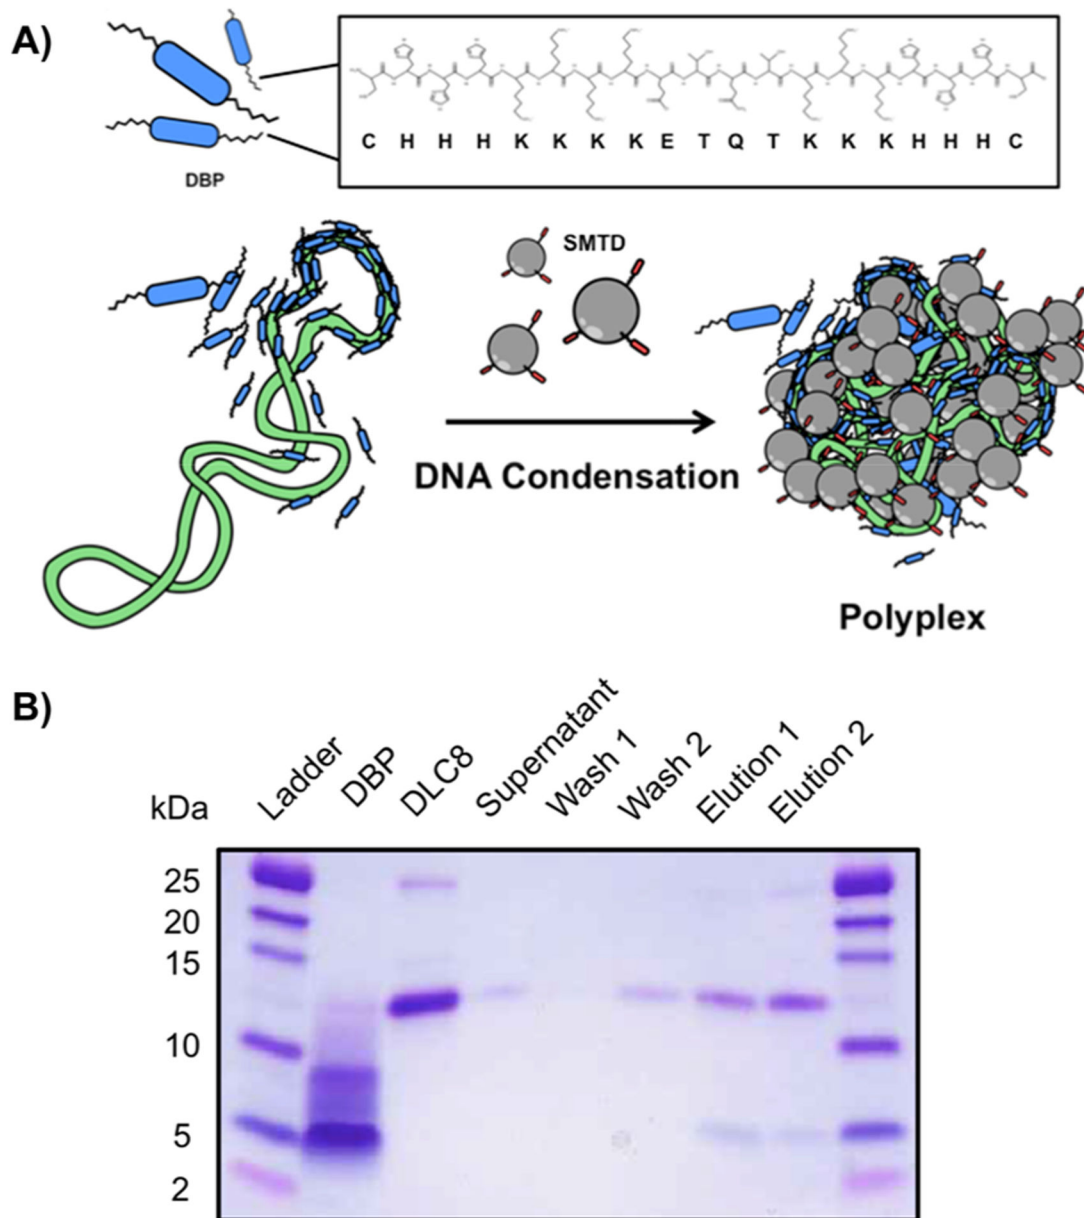 A)
C H H H K K K K E T Q T K K K H H H C
DBP
SMTD
DNA Condensation
Polyplex
B)
kDa
Ladder
DBP
DLC8
Supernatant
Wash 1
Wash 2
Elution 1
Elution 2
25
20
15
10
5
2